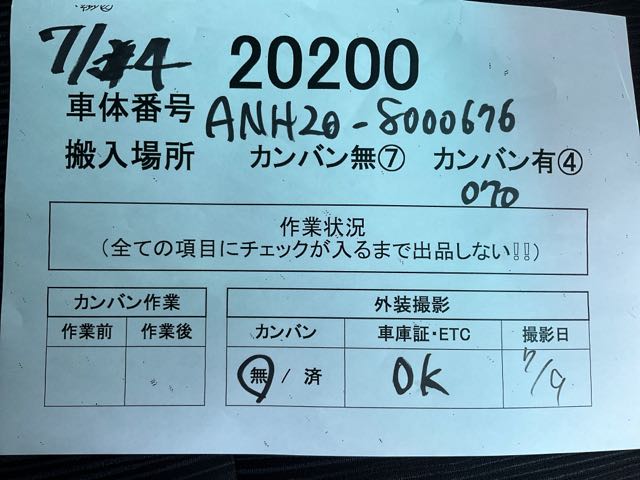 7/4 20200
車体番号 ANH20-8000676
搬入場所 カンバン無⑦ カンバン有④
070
作業状況
(全ての項目にチェックが入るまで出品しない!!)
カンバン作業 外装撮影
作業前 作業後 カンバン 車庫証・ETC 撮影日
無 / 済 OK 7/9